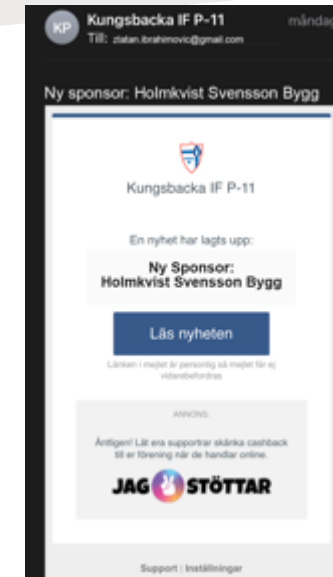 KP
Kungsbacka IF P-11
måndag
Till: zlatan.ibrahimovic@gmail.com
Ny sponsor: Holmkvist Svensson Bygg
Kungsbacka IF P-11
En nyhet har lagts upp:
Ny Sponsor:
Holmkvist Svensson Bygg
Läs nyheten
Länken i mejlet är personlig så mejlet får ej
vidarebefordras
ANNONS:
Äntligen! Låt era supportrar skänka cashback
till er förening när de handlar online.
JAG STÖTTAR
Support | Inställningar